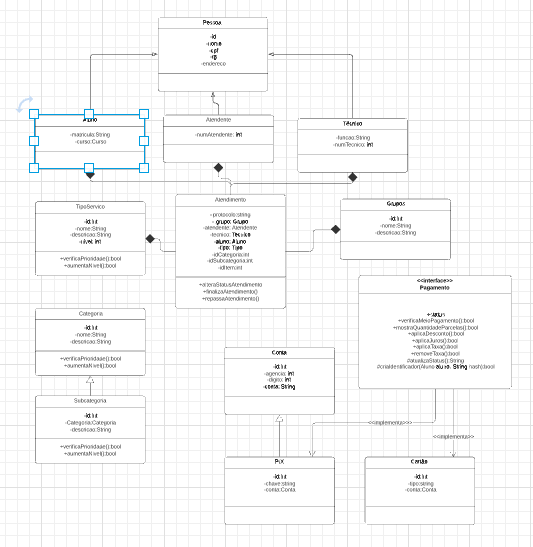 Pessoa
-id
-nome
-cpf
-rg
-endereco
Aluno
-matricula:String
-curso:Curso
Atendente
-numAtendente: int
Técnico
-funcao:String
-numTecnico: int
Atendimento
-protocolo:string
- grupo: Grupo
-atendente: Atendente
-tecnico: Tecnico
-aluno: Aluno
-tipo: Tipo
-idCategoria:int
-idSubcategoria:int
-idItem:int
+alteraStatusAtendimento
+finalizaAtendimento()
+repassaAtendimento()
TipoServico
-id:int
-nome:String
-descricao:String
-nivel: int
+verificaPrioridade():bool
+aumentaNivel():bool
Grupos
-id:int
-nome:String
-descricao:String
Categoria
-id:int
-nome:String
-descricao:String
+verificaPrioridade():bool
+aumentaNivel():bool
Subcategoria
-id:int
-Categoria:Categoria
-descricao:String
+verificaPrioridade():bool
+aumentaNivel():bool
<<interface>>
Pagamento
+verificaMeioPagamento():bool
+mostraQuantidadeParcelas():bool
+aplicaDesconto():bool
+aplicaJuros():bool
+aplicaTaxa():bool
+removeTaxa():bool
#atualizaStatus():String
#criaIdentificador(Aluno aluno, String hash):bool
Conta
-id:int
-agencia: int
-digito: int
-conta: String
<<implementa>>
<<implementa>>
PIX
-id:int
-chave:String
-conta:Conta
Cartão
-id:int
-tipo:string
-conta:Conta